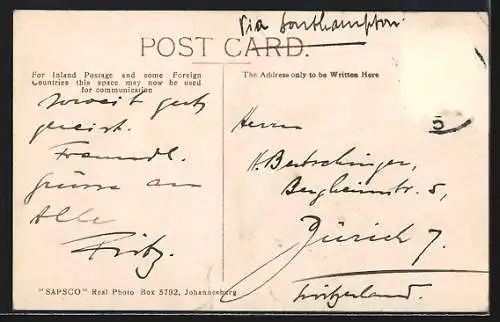 Via Southampton
POST CARD.
For Inland Postage and some Foreign
Countries this space may now be used
for communication
The Address only to be Written Here
soweit gut
gereist.
Freundl.
Grüsse an
Alle
Fritz.
Herrn
H. Bertschinger,
Bergheimstr. 5,
Zürich 7.
Switzerland.
5
"SAPSCO" Real Photo Box 5792, Johannesburg